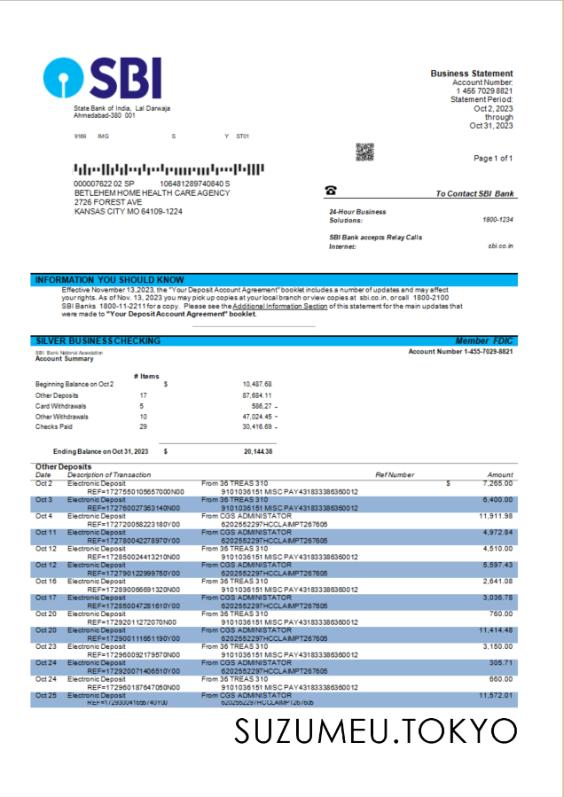 SBI
State Bank of India, Lal Darwaja
Ahmedabad-380 001
Business Statement
Account Number:
1 455 7029 8821
Statement Period:
Oct 2, 2023
through
Oct 31, 2023
9169 IMG S Y ST01
Page 1 of 1
000007622 02 SP 106481289740840 S
BETLEHEM HOME HEALTH CARE AGENCY
2726 FOREST AVE
KANSAS CITY MO 64109-1224
To Contact SBI Bank
24-Hour Business
Solutions: 1800-1234
SBI Bank accepts Relay Calls
Internet: sbi.co.in
INFORMATION YOU SHOULD KNOW
Effective November 13,2023, the "Your Deposit Account Agreement" booklet includes a number of updates and may affect
your rights. As of Nov. 13, 2023 you may pick up copies at your local branch or view copies at sbi.co.in, or call 1800-2100
SBI Banks 1800-11-2211 for a copy. Please see the Additional Information Section of this statement for the main updates that
were made to "Your Deposit Account Agreement" booklet.
SILVER BUSINESS CHECKING Member FDIC
SBI Bank National Association
Account Summary
Account Number 1-455-7029-8821
# Items
Beginning Balance on Oct 2 $ 10,487.68
Other Deposits 17 87,684.11
Card Withdrawals 5 586,27 -
Other Withdrawals 10 47,024.45 -
Checks Paid 29 30,416.69 -
Ending Balance on Oct 31, 2023 $ 20,144.38
Other Deposits
Date Description of Transaction Ref Number Amount
Oct 2 Electronic Deposit From 36 TREAS 310 $ 7,265.00
REF=172755010565 7000N00 9101036151 MISC PAY431833386360012
Oct 3 Electronic Deposit From 36 TREAS 310 6,400.00
REF=172760027363140N00 9101036151 MISC PAY431833386360012
Oct 4 Electronic Deposit From CGS ADMINISTATOR 11,911.98
REF=172720058223180Y00 6202552297HCCLAIMPT267605
Oct 11 Electronic Deposit From CGS ADMINISTATOR 4,972.84
REF=172780042278970Y00 6202552297HCCLAIMPT267605
Oct 12 Electronic Deposit From 36 TREAS 310 4,510.00
REF=172850024413210N00 9101036151 MISC PAY431833386360012
Oct 12 Electronic Deposit From CGS ADMINISTATOR 5,597.43
REF=172790122999750Y00 6202552297HCCLAIMPT267605
Oct 16 Electronic Deposit From 36 TREAS 310 2,641.08
REF=172890066691320N00 9101036151 MISC PAY431833386360012
Oct 17 Electronic Deposit From CGS ADMINISTATOR 3,036.78
REF=172850047281610Y00 6202552297HCCLAIMPT267605
Oct 20 Electronic Deposit From 36 TREAS 310 760.00
REF=172920112720 70N00 9101036151 MISC PAY431833386360012
Oct 20 Electronic Deposit From CGS ADMINISTATOR 11,414.48
REF=172900111651190Y00 6202552297HCCLAIMPT267605
Oct 23 Electronic Deposit From 36 TREAS 310 3,150.00
REF=172960092179570N00 9101036151 MISC PAY431833386360012
Oct 24 Electronic Deposit From CGS ADMINISTATOR 305.71
REF=172920071406510Y00 6202552297HCCLAIMPT267605
Oct 24 Electronic Deposit From 36 TREAS 310 660.00
REF=172960187647050N00 9101036151 MISC PAY431833386360012
Oct 25 Electronic Deposit From CGS ADMINISTATOR 11,572.01
6202552297HCCLAIMPT267605
SUZUMEU.TOKYO